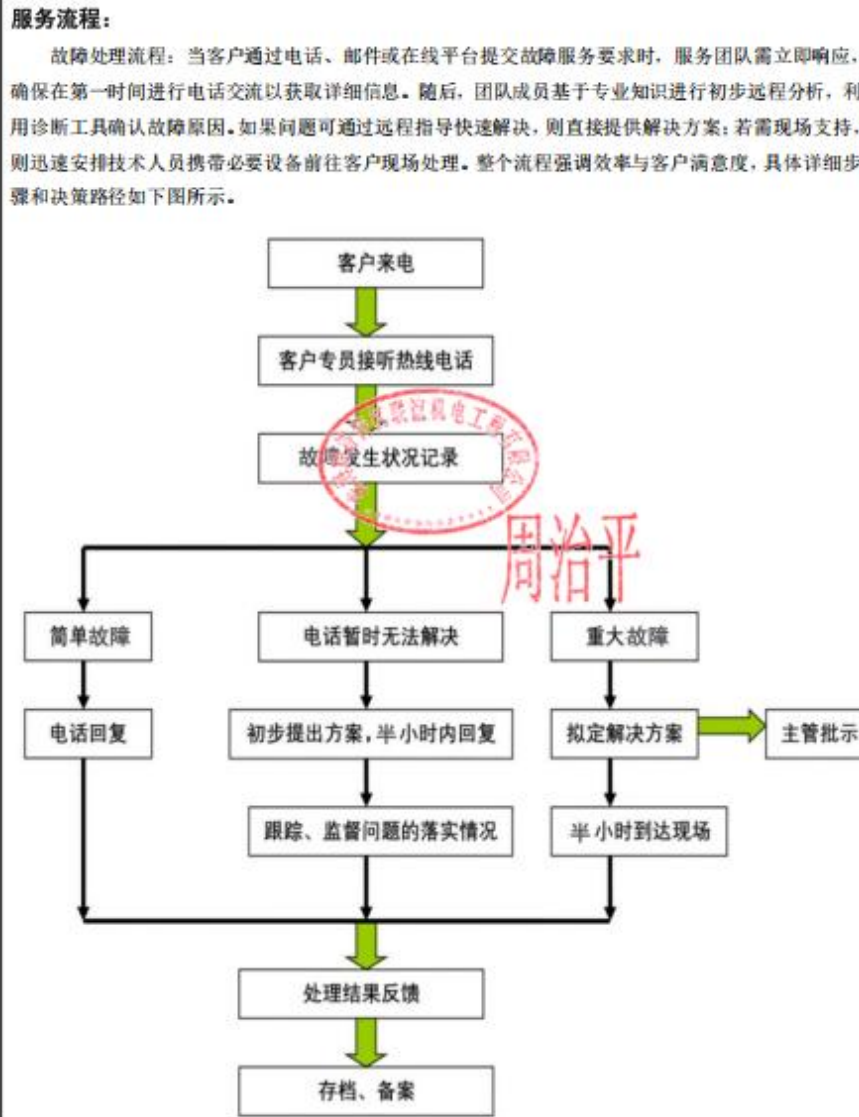 服务流程：
故障处理流程：当客户通过电话、邮件或在线平台提交故障服务要求时，服务团队需立即响应，
确保在第一时间进行电话交流以获取详细信息。随后，团队成员基于专业知识进行初步远程分析，利
用诊断工具确认故障原因。如果问题可通过远程指导快速解决，则直接提供解决方案；若需现场支持，
则迅速安排技术人员携带必要设备前往客户现场处理。整个流程强调效率与客户满意度，具体详细步
骤和决策路径如下图所示。
客户来电
客户专员接听热线电话
机电工程有限公司
故障发生状况记录
周治平
简单故障
电话暂时无法解决
重大故障
电话回复
初步提出方案，半小时内回复
拟定解决方案
主管批示
跟踪、监督问题的落实情况
半小时到达现场
处理结果反馈
存档、备案